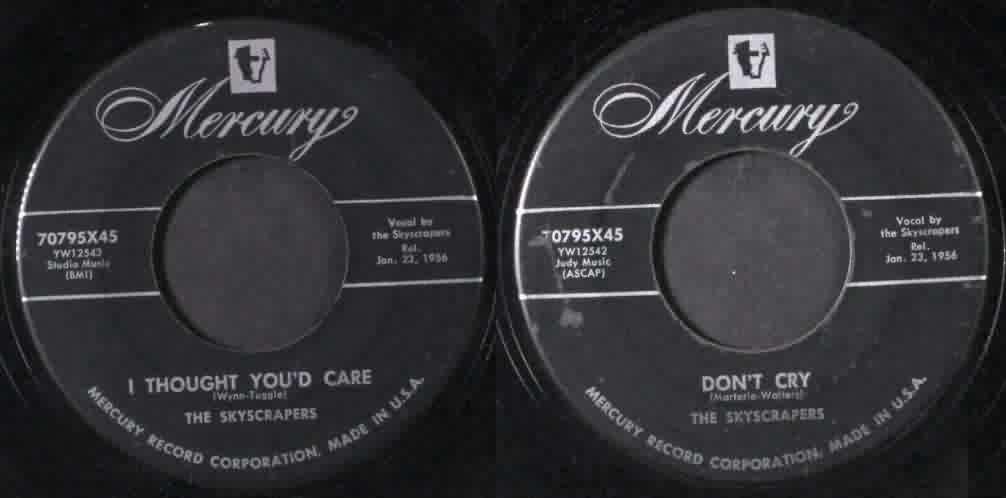 Mercury
70795X45
YW12543
Studio Music
(BMI)
Vocal by
the Skyscrapers
Rel.
Jan. 23, 1956
I THOUGHT YOU'D CARE
(Wynn-Tuggle)
THE SKYSCRAPERS
MERCURY RECORD CORPORATION. MADE IN U.S.A.
Mercury
70795X45
YW12542
Judy Music
(ASCAP)
Vocal by
the Skyscrapers
Rel.
Jan. 23, 1956
DON'T CRY
(Marterie-Walters)
THE SKYSCRAPERS
MERCURY RECORD CORPORATION. MADE IN U.S.A.